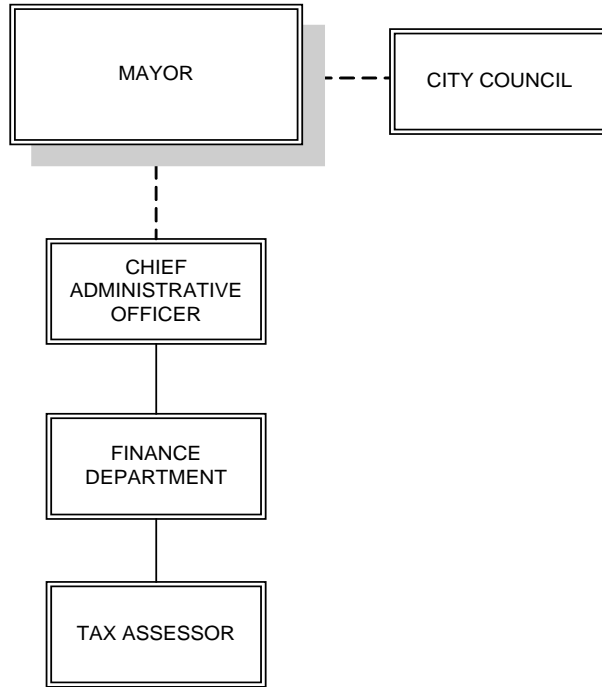 MAYOR
CITY COUNCIL
CHIEF
ADMINISTRATIVE
OFFICER
FINANCE
DEPARTMENT
TAX ASSESSOR